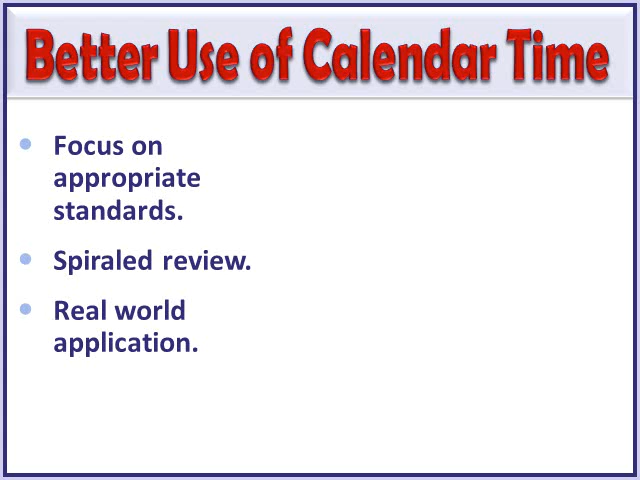 Better Use of Calendar Time
• Focus on
appropriate
standards.
• Spiraled review.
• Real world
application.